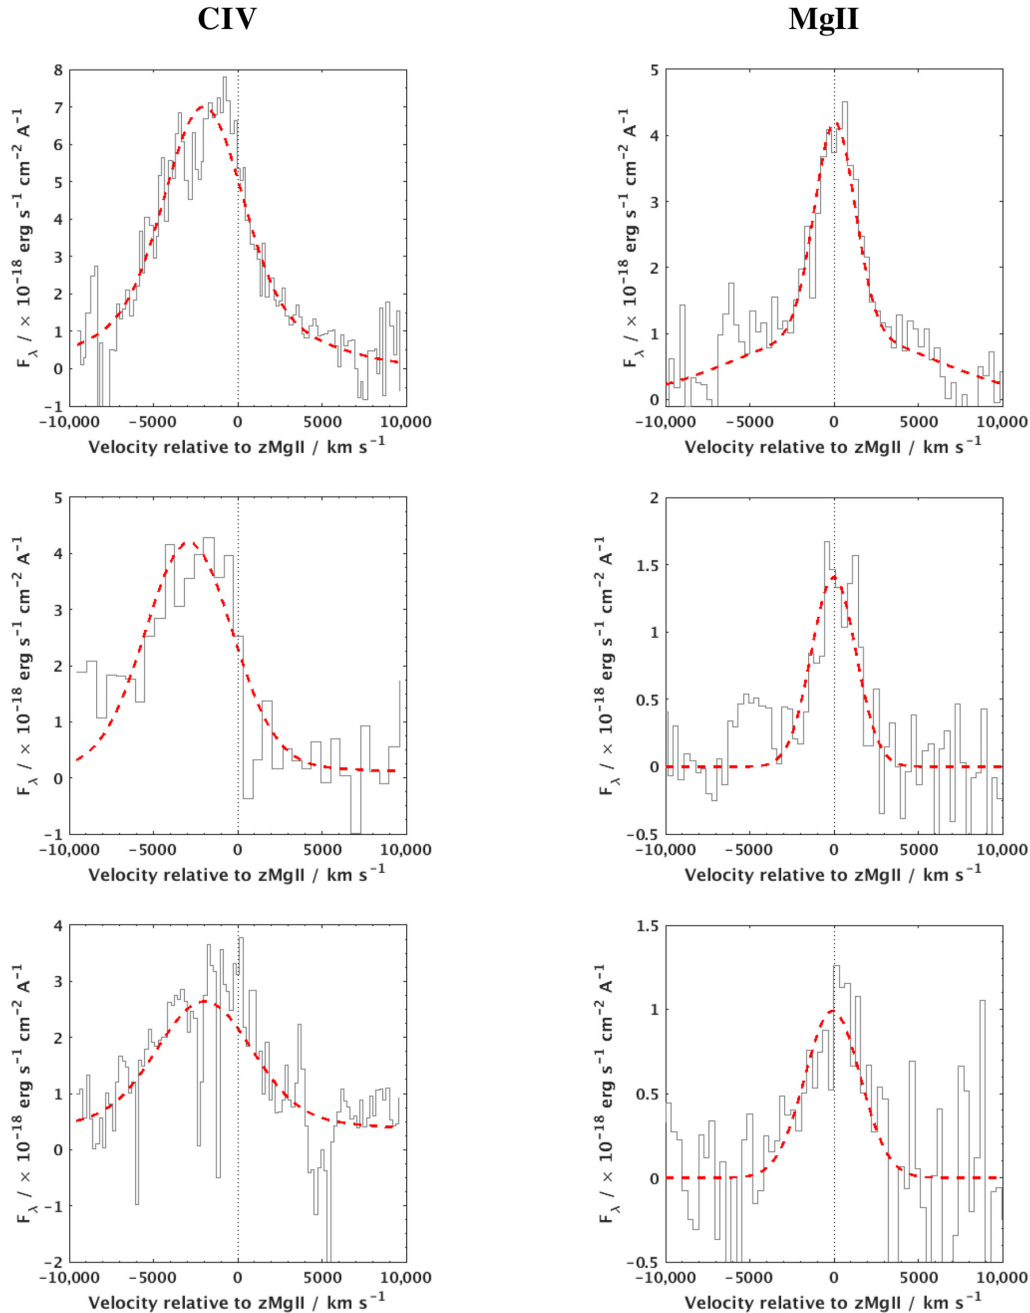 CIV
MgII
8
7
6
5
4
3
2
1
0
−1
−10,000 −5000 0 5000 10,000
F_λ / × 10⁻¹⁸ erg s⁻¹ cm⁻² A⁻¹
Velocity relative to zMgII / km s⁻¹
5
4
3
2
1
0
−10,000 −5000 0 5000 10,000
F_λ / × 10⁻¹⁸ erg s⁻¹ cm⁻² A⁻¹
Velocity relative to zMgII / km s⁻¹
5
4
3
2
1
0
−1
−10,000 −5000 0 5000 10,000
F_λ / × 10⁻¹⁸ erg s⁻¹ cm⁻² A⁻¹
Velocity relative to zMgII / km s⁻¹
2
1.5
1
0.5
0
−0.5
−10,000 −5000 0 5000 10,000
F_λ / × 10⁻¹⁸ erg s⁻¹ cm⁻² A⁻¹
Velocity relative to zMgII / km s⁻¹
4
3
2
1
0
−1
−2
−10,000 −5000 0 5000 10,000
F_λ / × 10⁻¹⁸ erg s⁻¹ cm⁻² A⁻¹
Velocity relative to zMgII / km s⁻¹
1.5
1
0.5
0
−0.5
−10,000 −5000 0 5000 10,000
F_λ / × 10⁻¹⁸ erg s⁻¹ cm⁻² A⁻¹
Velocity relative to zMgII / km s⁻¹